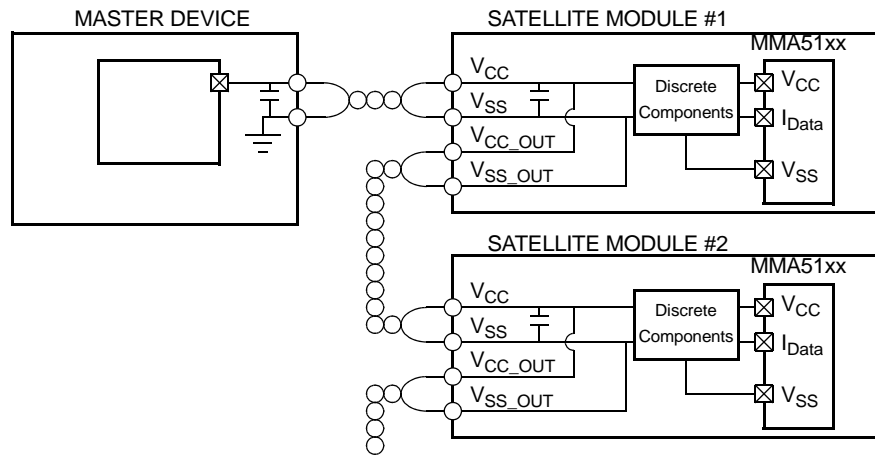 MASTER DEVICE
SATELLITE MODULE #1
MMA51xx
VCC
VSS
VCC_OUT
VSS_OUT
Discrete
Components
VCC
IData
VSS
SATELLITE MODULE #2
MMA51xx
VCC
VSS
VCC_OUT
VSS_OUT
Discrete
Components
VCC
IData
VSS